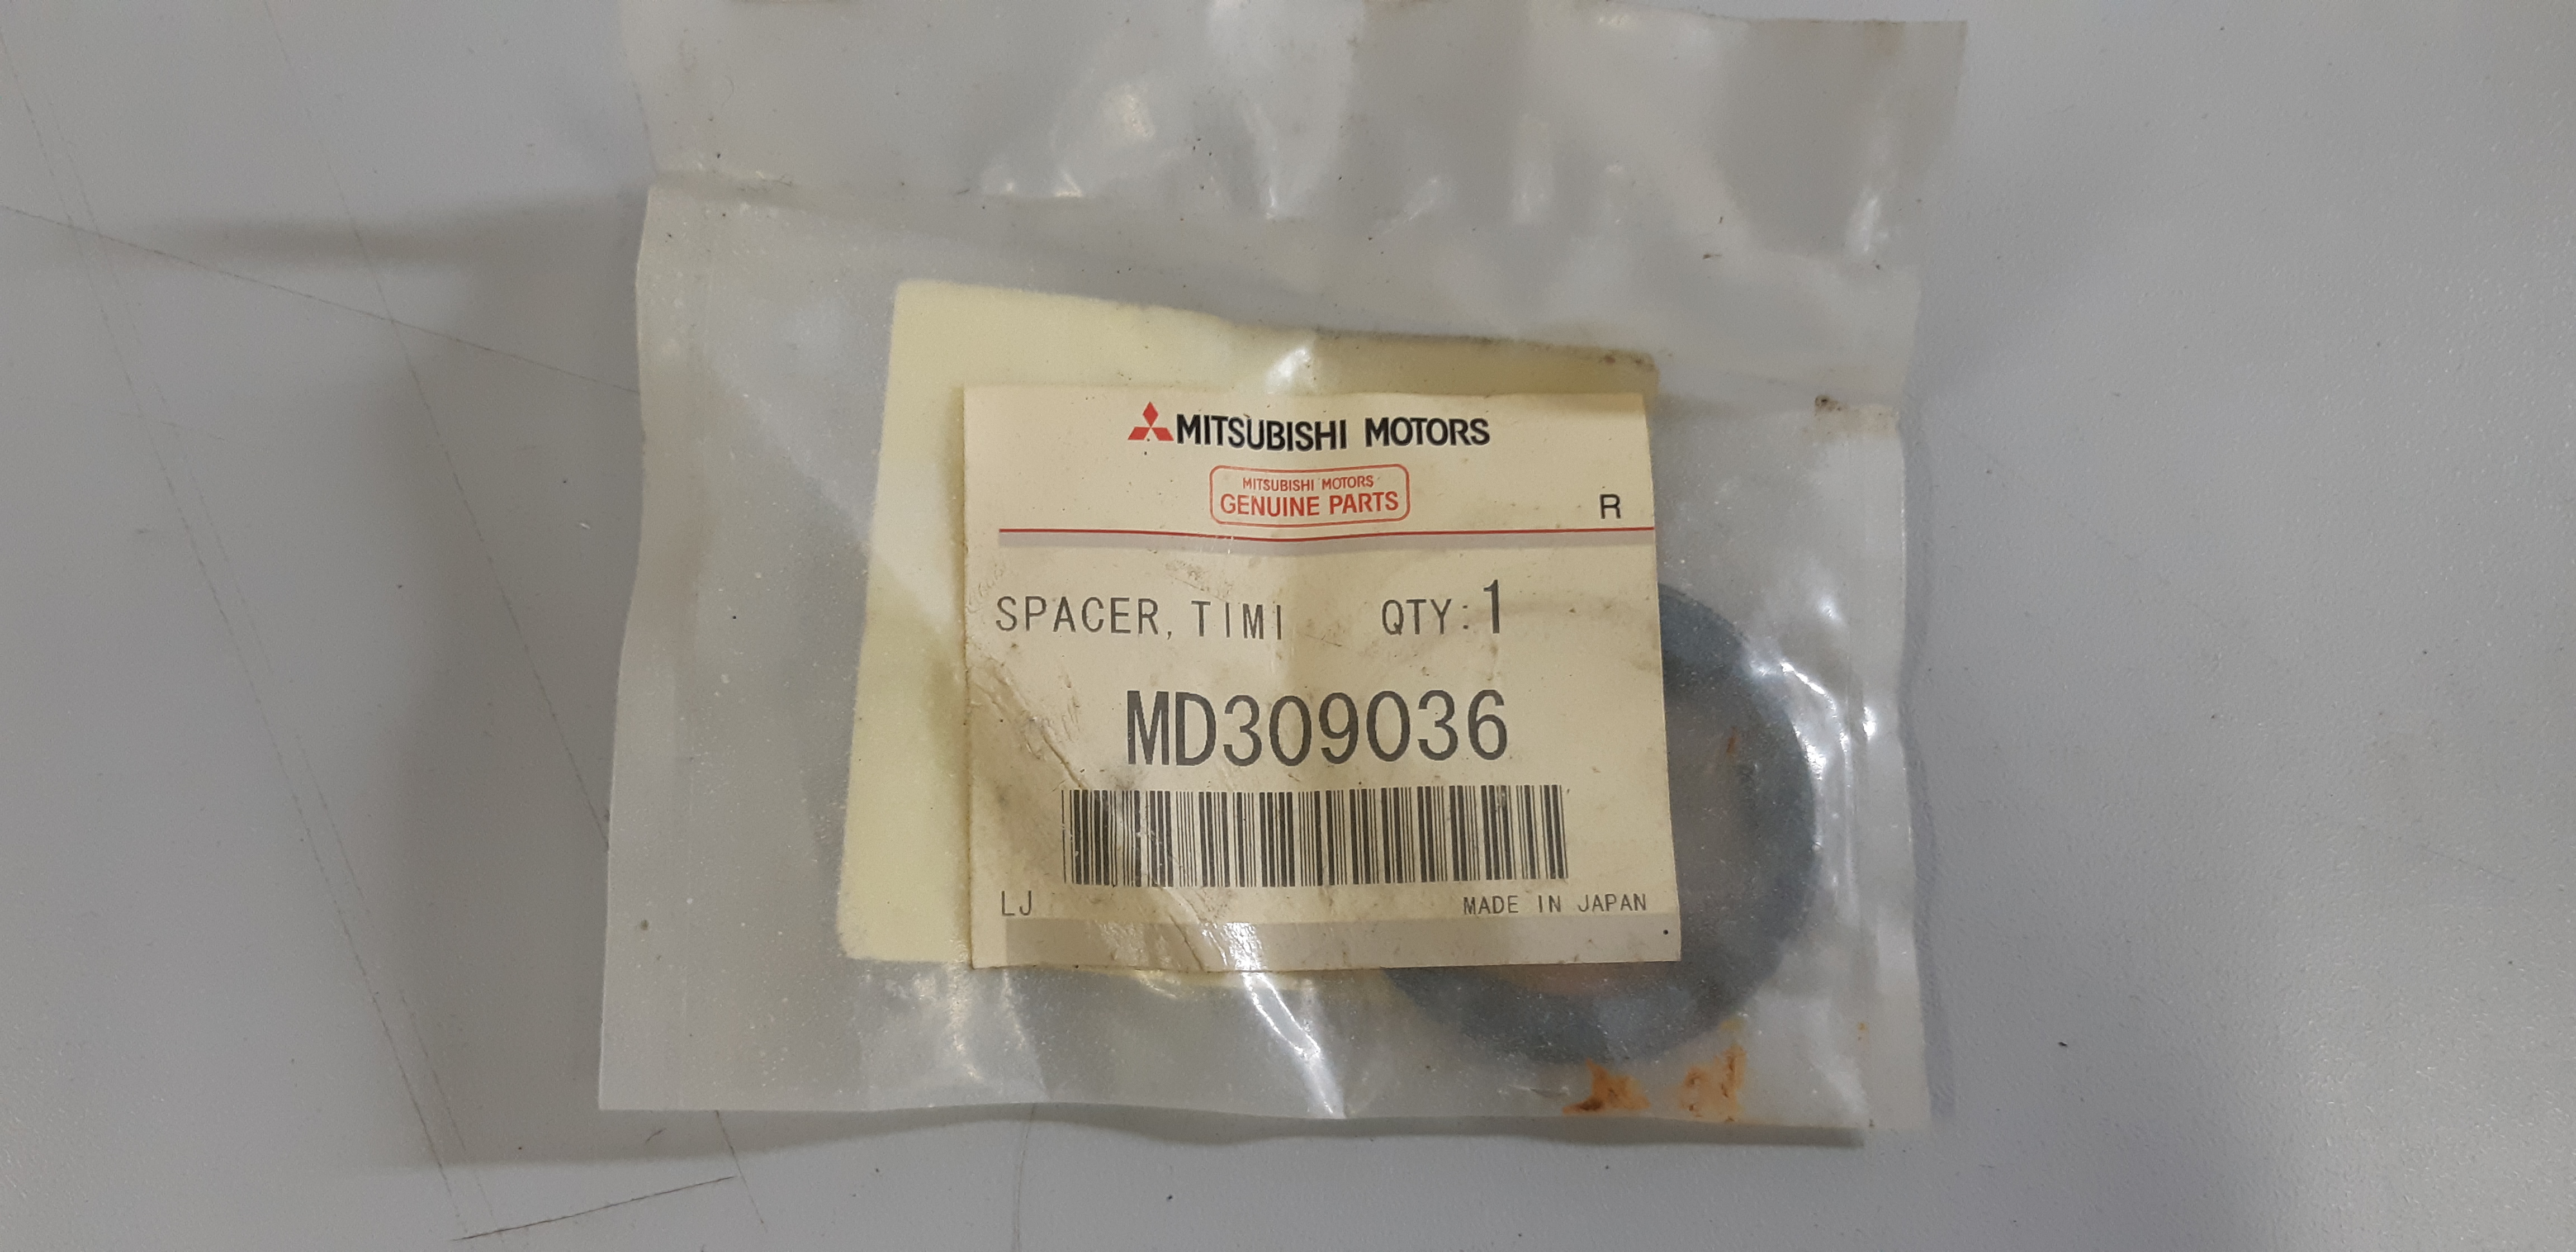 MITSUBISHI MOTORS
MITSUBISHI MOTORS
GENUINE PARTS
R
SPACER, TIMI QTY: 1
MD309036
LJ MADE IN JAPAN